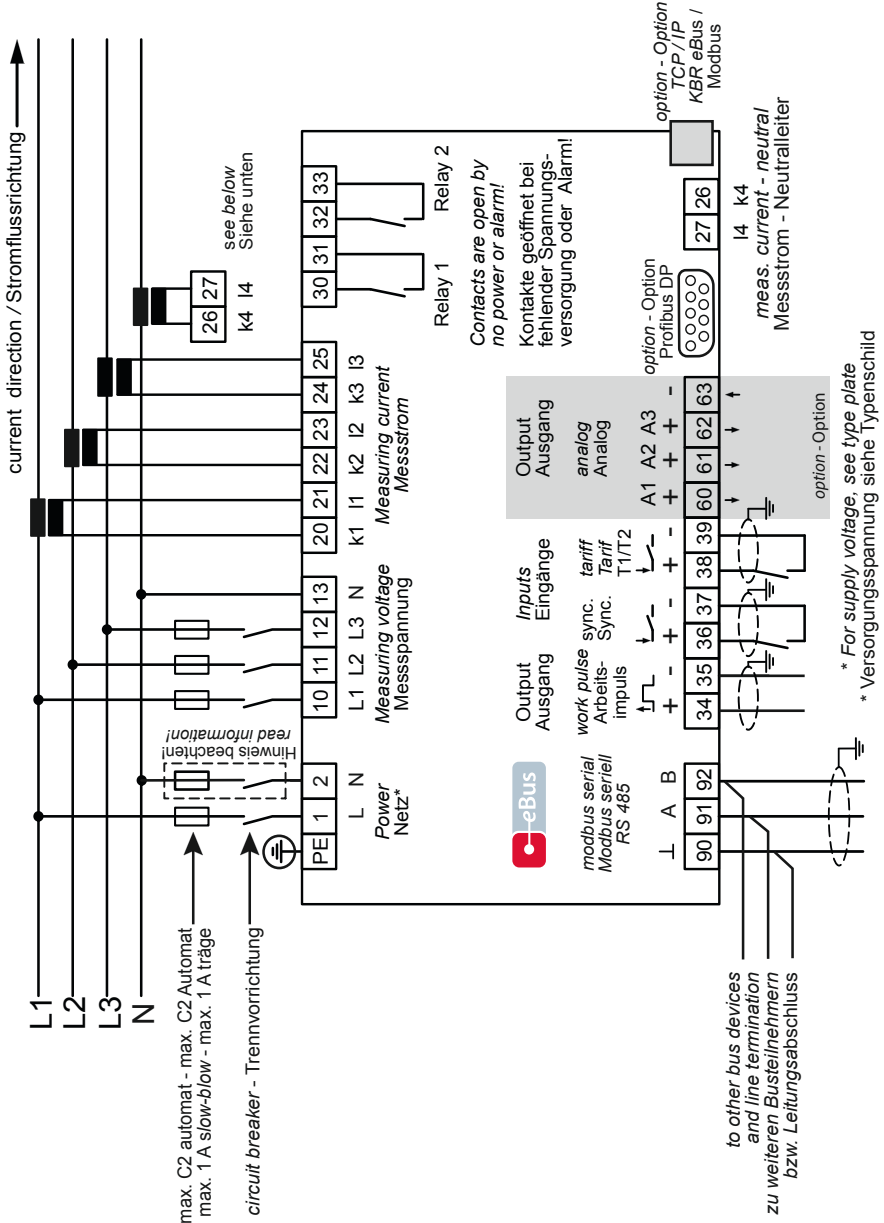 current direction / Stromflussrichtung
L1
L2
L3
N
max. C2 automat - max. C2 Automat
max. 1 A slow-blow - max. 1 A träge
circuit breaker - Trennvorrichtung
Hinweis beachten!
read information!
PE
1
2
L
N
Power
Netz*
10
11
12
13
L1
L2
L3
N
Measuring voltage
Messspannung
20
21
22
23
24
25
k1
l1
k2
l2
k3
l3
Measuring current
Messstrom
26
27
k4
l4
see below
Siehe unten
30
31
32
33
Relay 1
Relay 2
Contacts are open by
no power or alarm!
Kontakte geöffnet bei
fehlender Spannungs-
versorgung oder Alarm!
eBus
modbus serial
Modbus seriell
RS 485
⊥
A
B
90
91
92
Output
Ausgang
work pulse
Arbeits-
impuls
+
-
34
35
Inputs
Eingänge
sync.
Sync.
+
-
36
37
tariff
Tarif
T1/T2
+
-
38
39
Output
Ausgang
analog
Analog
A1
A2
A3
+
+
+
-
60
61
62
63
option - Option
option - Option
Profibus DP
27
26
l4
k4
meas. current - neutral
Messstrom - Neutralleiter
option - Option
TCP / IP
KBR eBus /
Modbus
to other bus devices
and line termination
zu weiteren Busteilnehmern
bzw. Leitungsabschluss
* For supply voltage, see type plate
* Versorgungsspannung siehe Typenschild